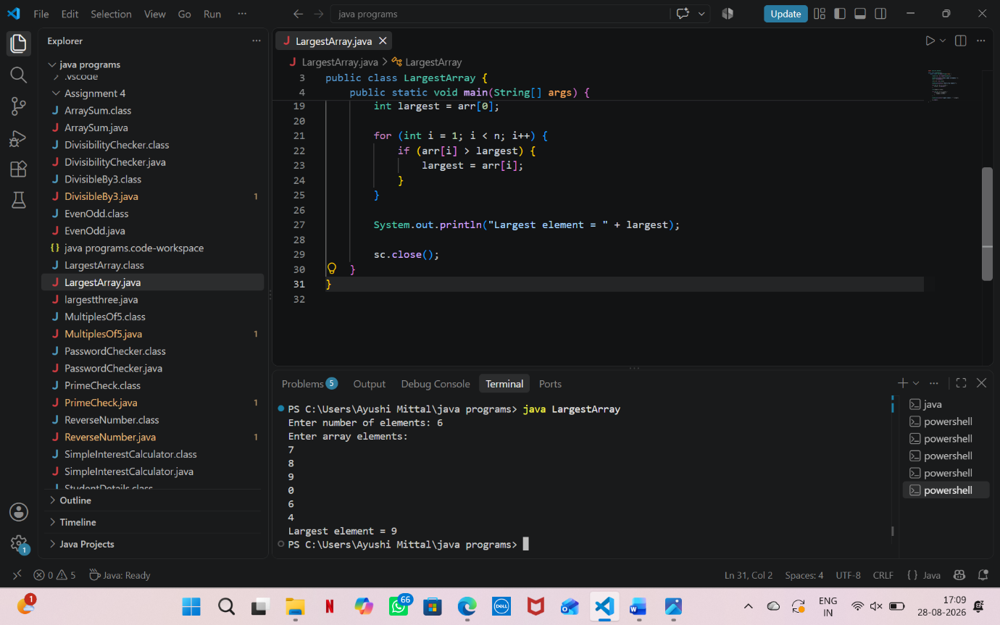 File Edit Selection View Go Run ··· java programs Update
Explorer ···
java programs
.vscode
Assignment 4
ArraySum.class
ArraySum.java
DivisibilityChecker.class
DivisibilityChecker.java
DivisibleBy3.class
DivisibleBy3.java 1
EvenOdd.class
EvenOdd.java
{} java programs.code-workspace
LargestArray.class
LargestArray.java
largestthree.java
MultiplesOf5.class
MultiplesOf5.java 1
PasswordChecker.class
PasswordChecker.java
PrimeCheck.class
PrimeCheck.java 1
ReverseNumber.class
ReverseNumber.java 1
SimpleInterestCalculator.class
SimpleInterestCalculator.java
StudentDetails.class
Outline
Timeline
Java Projects
1
J LargestArray.java
J LargestArray.java > LargestArray
3 public class LargestArray {
4 public static void main(String[] args) {
19 int largest = arr[0];
20
21 for (int i = 1; i < n; i++) {
22 if (arr[i] > largest) {
23 largest = arr[i];
24 }
25 }
26
27 System.out.println("Largest element = " + largest);
28
29 sc.close();
30 }
31 }
32
Problems 5 Output Debug Console Terminal Ports
PS C:\Users\Ayushi Mittal\java programs> java LargestArray
Enter number of elements: 6
Enter array elements:
7
8
9
0
6
4
Largest element = 9
PS C:\Users\Ayushi Mittal\java programs>
java
powershell
powershell
powershell
powershell
powershell
0 5 Java: Ready Ln 31, Col 2 Spaces: 4 UTF-8 CRLF {} Java
1 N 66 DELL W
ENG
IN
17:09
28-08-2026